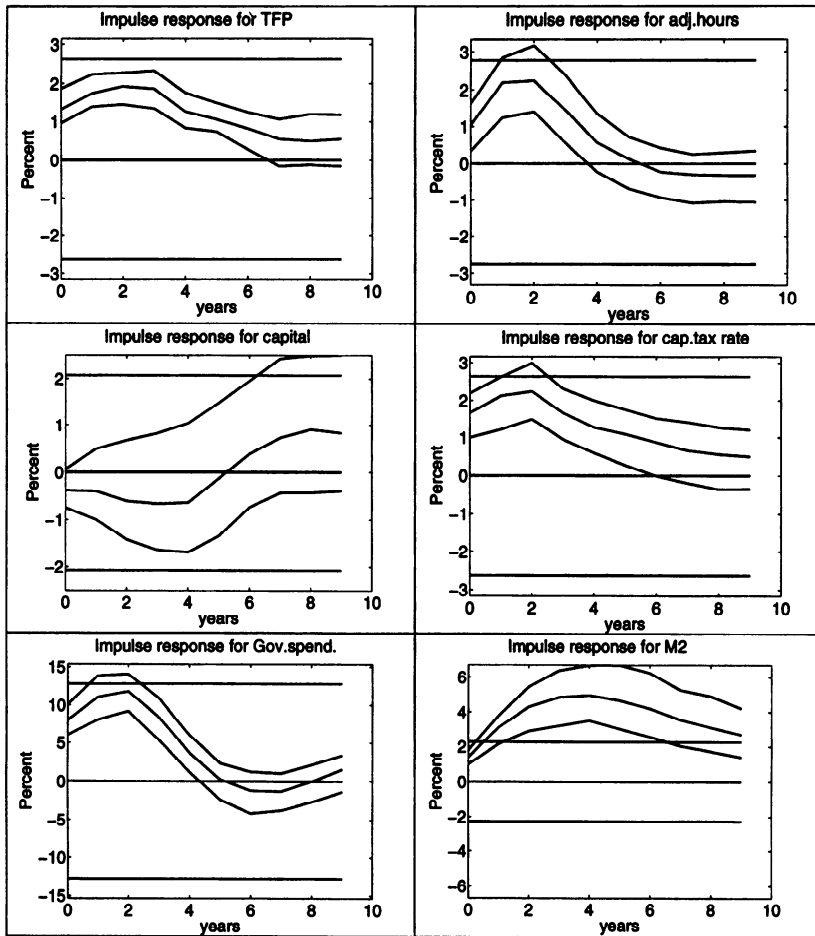 Impulse response for TFP
Percent
3
2
1
0
−1
−2
−3
0 2 4 6 8 10
years
Impulse response for adj.hours
Percent
3
2
1
0
−1
−2
−3
0 2 4 6 8 10
years
Impulse response for capital
Percent
2
1
0
−1
−2
0 2 4 6 8 10
years
Impulse response for cap.tax rate
Percent
3
2
1
0
−1
−2
−3
0 2 4 6 8 10
years
Impulse response for Gov.spend.
Percent
15
10
5
0
−5
−10
−15
0 2 4 6 8 10
years
Impulse response for M2
Percent
6
4
2
0
−2
−4
−6
0 2 4 6 8 10
years